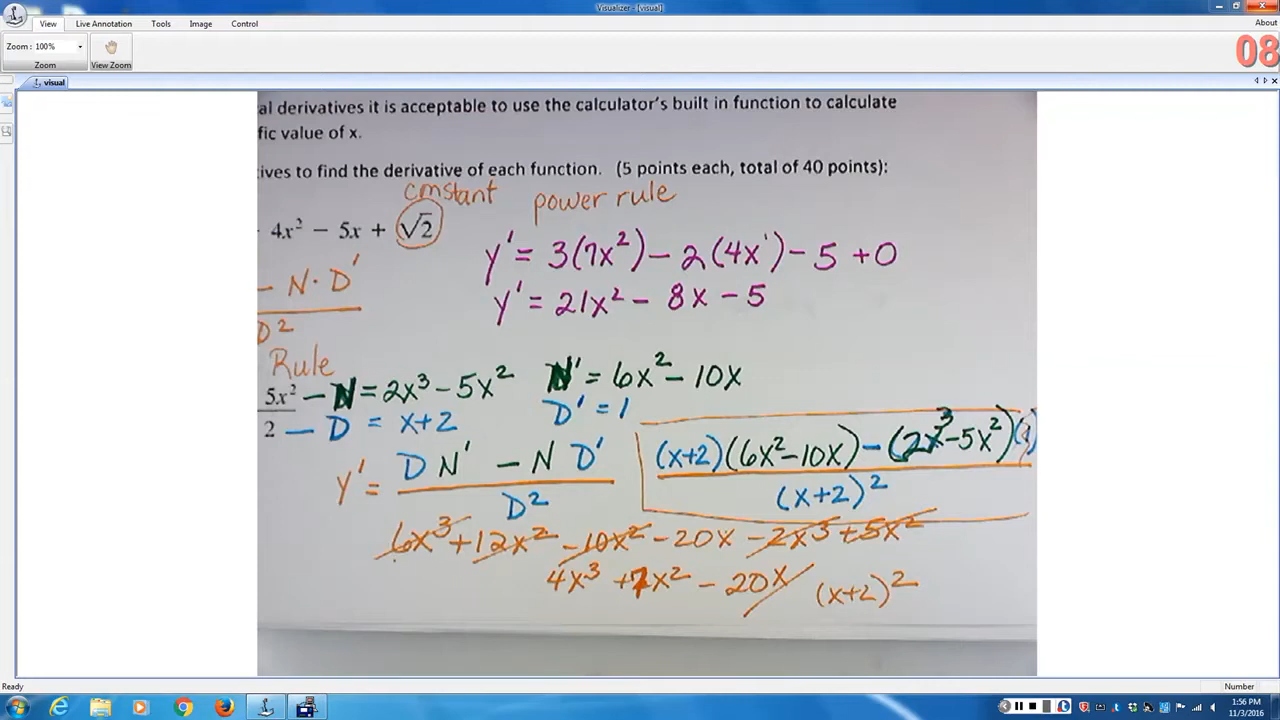 Visualizer - [visual]
View Live Annotation Tools Image Control About
Zoom: 100%
Zoom View Zoom
08
visual
al derivatives it is acceptable to use the calculator's built in function to calculate
fic value of x.
ives to find the derivative of each function. (5 points each, total of 40 points):
constant power rule
- 4x² - 5x + √2
y' = 3(7x²) - 2(4x') - 5 + 0
- N · D'
D²
y' = 21x² - 8x - 5
Rule
5x² - N = 2x³ - 5x² N' = 6x² - 10x
2 - D = x+2 D' = 1
Y' = D N' - N D'
D²
(x+2)(6x²-10x) - (2x³-5x²)(1)
(x+2)²
6x³ + 12x² - 10x² - 20x - 2x³ + 5x²
4x³ + 7x² - 20x / (x+2)²
Ready Number
1:56 PM
11/3/2016